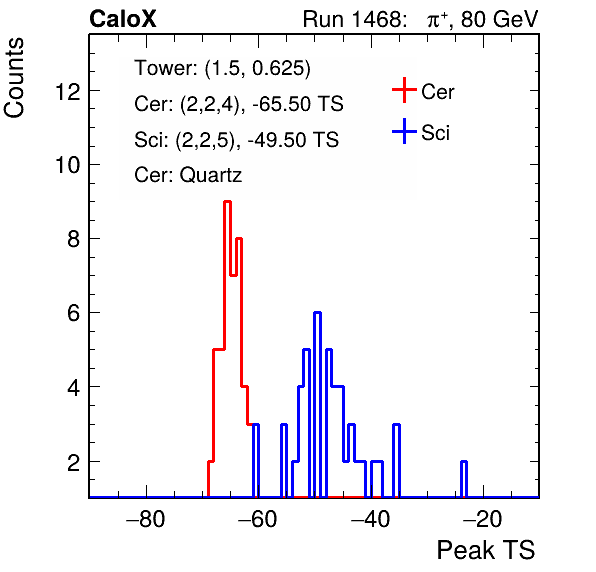 CaloX Run 1468: π⁺, 80 GeV
Counts
Tower: (1.5, 0.625)
Cer: (2,2,4), -65.50 TS
Sci: (2,2,5), -49.50 TS
Cer: Quartz
Cer
Sci
12
10
8
6
4
2
−80 −60 −40 −20
Peak TS